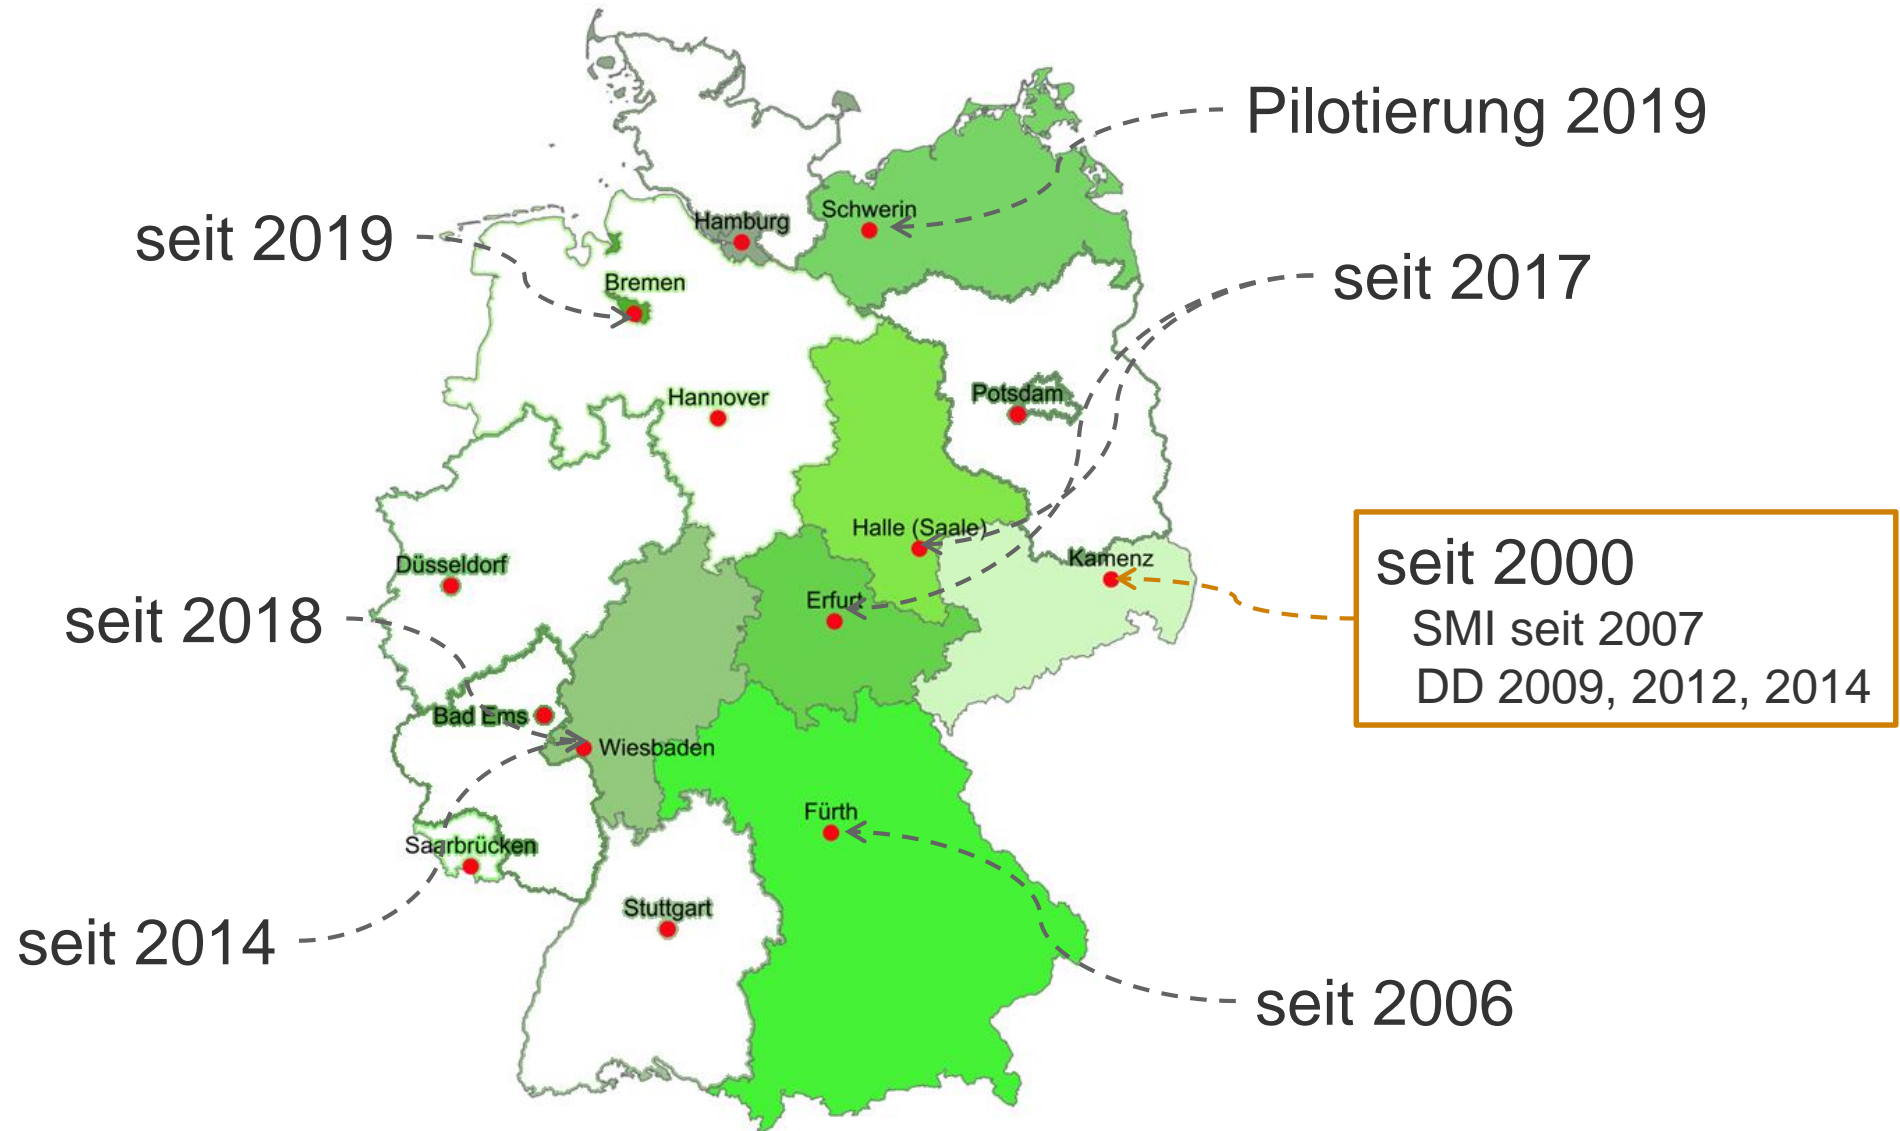 Pilotierung 2019
Schwerin
Hamburg
seit 2019
seit 2017
Bremen
Hannover
Potsdam
Halle (Saale)
Kamenz
seit 2000
SMI seit 2007
DD 2009, 2012, 2014
Düsseldorf
Erfurt
seit 2018
Bad Ems
Wiesbaden
Fürth
Saarbrücken
Stuttgart
seit 2014
seit 2006